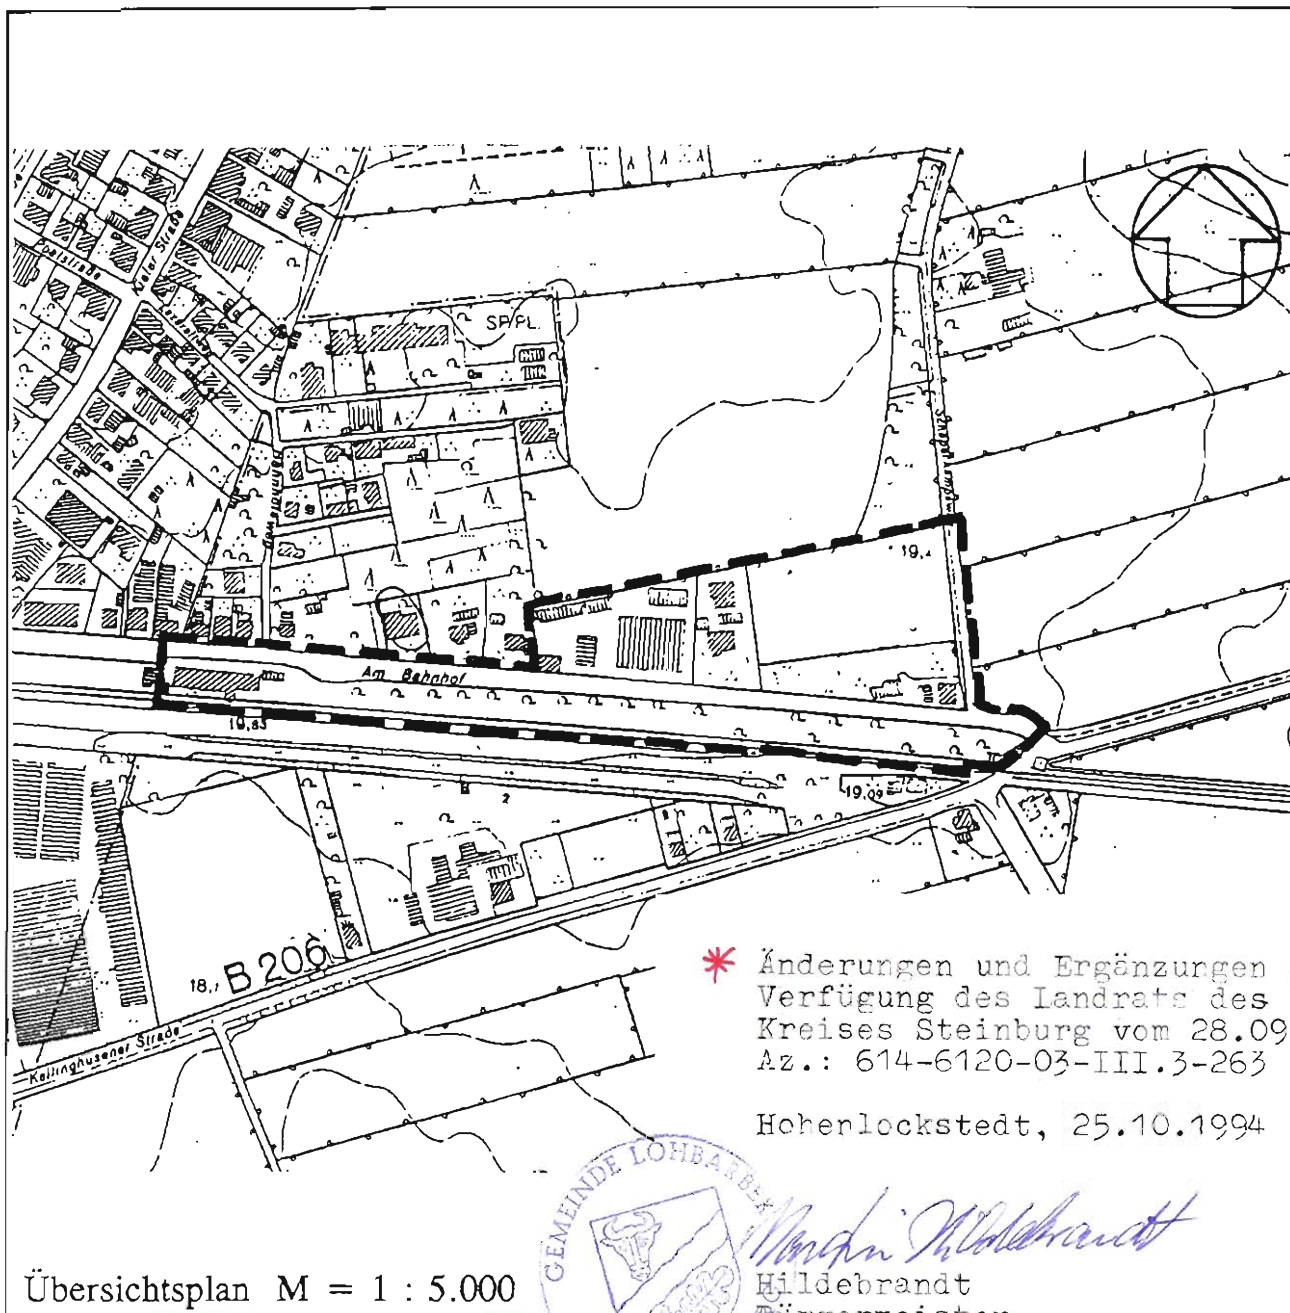 Kieler Straße
SP.PL.
19,
Am Bahnhof
19,83
19,09
2
18,
B 206
Kellinghusener Straße
* Änderungen und Ergänzungen
Verfügung des Landrats des
Kreises Steinburg vom 28.09
Az.: 614-6120-03-III.3-263
Hohenlockstedt, 25.10.1994
GEMEINDE LOHBARBEK
Hildebrandt
Bürgermeister
Übersichtsplan M = 1 : 5.000